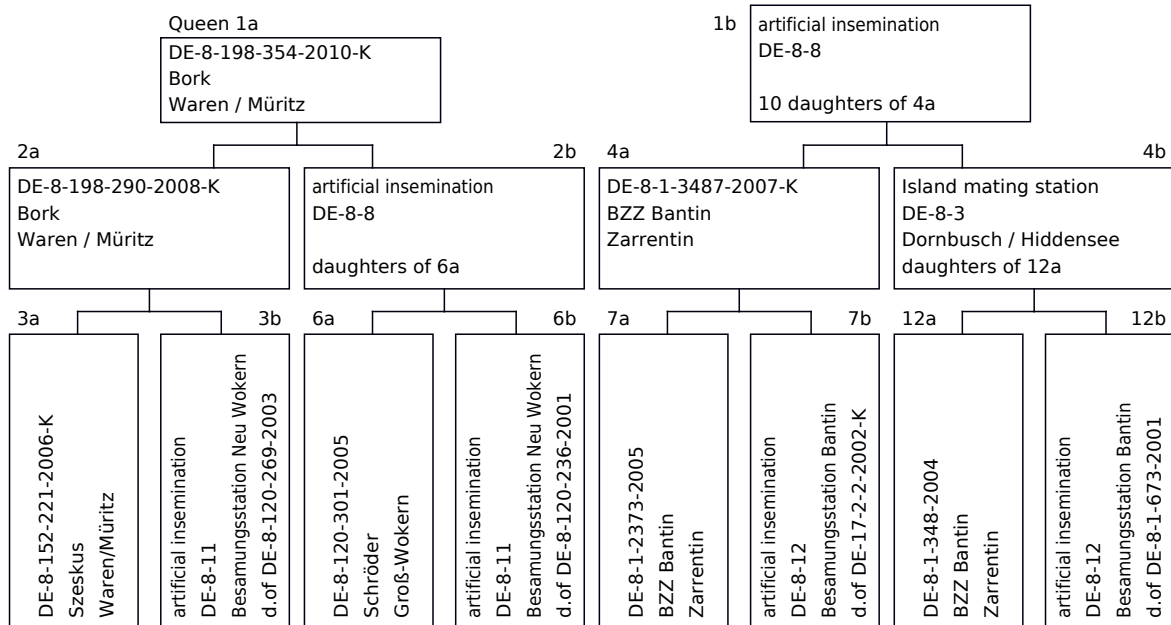 Queen 1a
DE-8-198-354-2010-K
Bork
Waren / Müritz
1b
artificial insemination
DE-8-8
10 daughters of 4a
2a
DE-8-198-290-2008-K
Bork
Waren / Müritz
2b
artificial insemination
DE-8-8
daughters of 6a
4a
DE-8-1-3487-2007-K
BZZ Bantin
Zarrentin
4b
Island mating station
DE-8-3
Dornbusch / Hiddensee
daughters of 12a
3a
DE-8-152-221-2006-K
Szeskus
Waren/Müritz
3b
artificial insemination
DE-8-11
Besamungsstation Neu Wokern
d.of DE-8-120-269-2003
6a
DE-8-120-301-2005
Schröder
Groß-Wokern
6b
artificial insemination
DE-8-11
Besamungsstation Neu Wokern
d.of DE-8-120-236-2001
7a
DE-8-1-2373-2005
BZZ Bantin
Zarrentin
7b
artificial insemination
DE-8-12
Besamungsstation Bantin
d.of DE-17-2-2-2002-K
12a
DE-8-1-348-2004
BZZ Bantin
Zarrentin
12b
artificial insemination
DE-8-12
Besamungsstation Bantin
d.of DE-8-1-673-2001